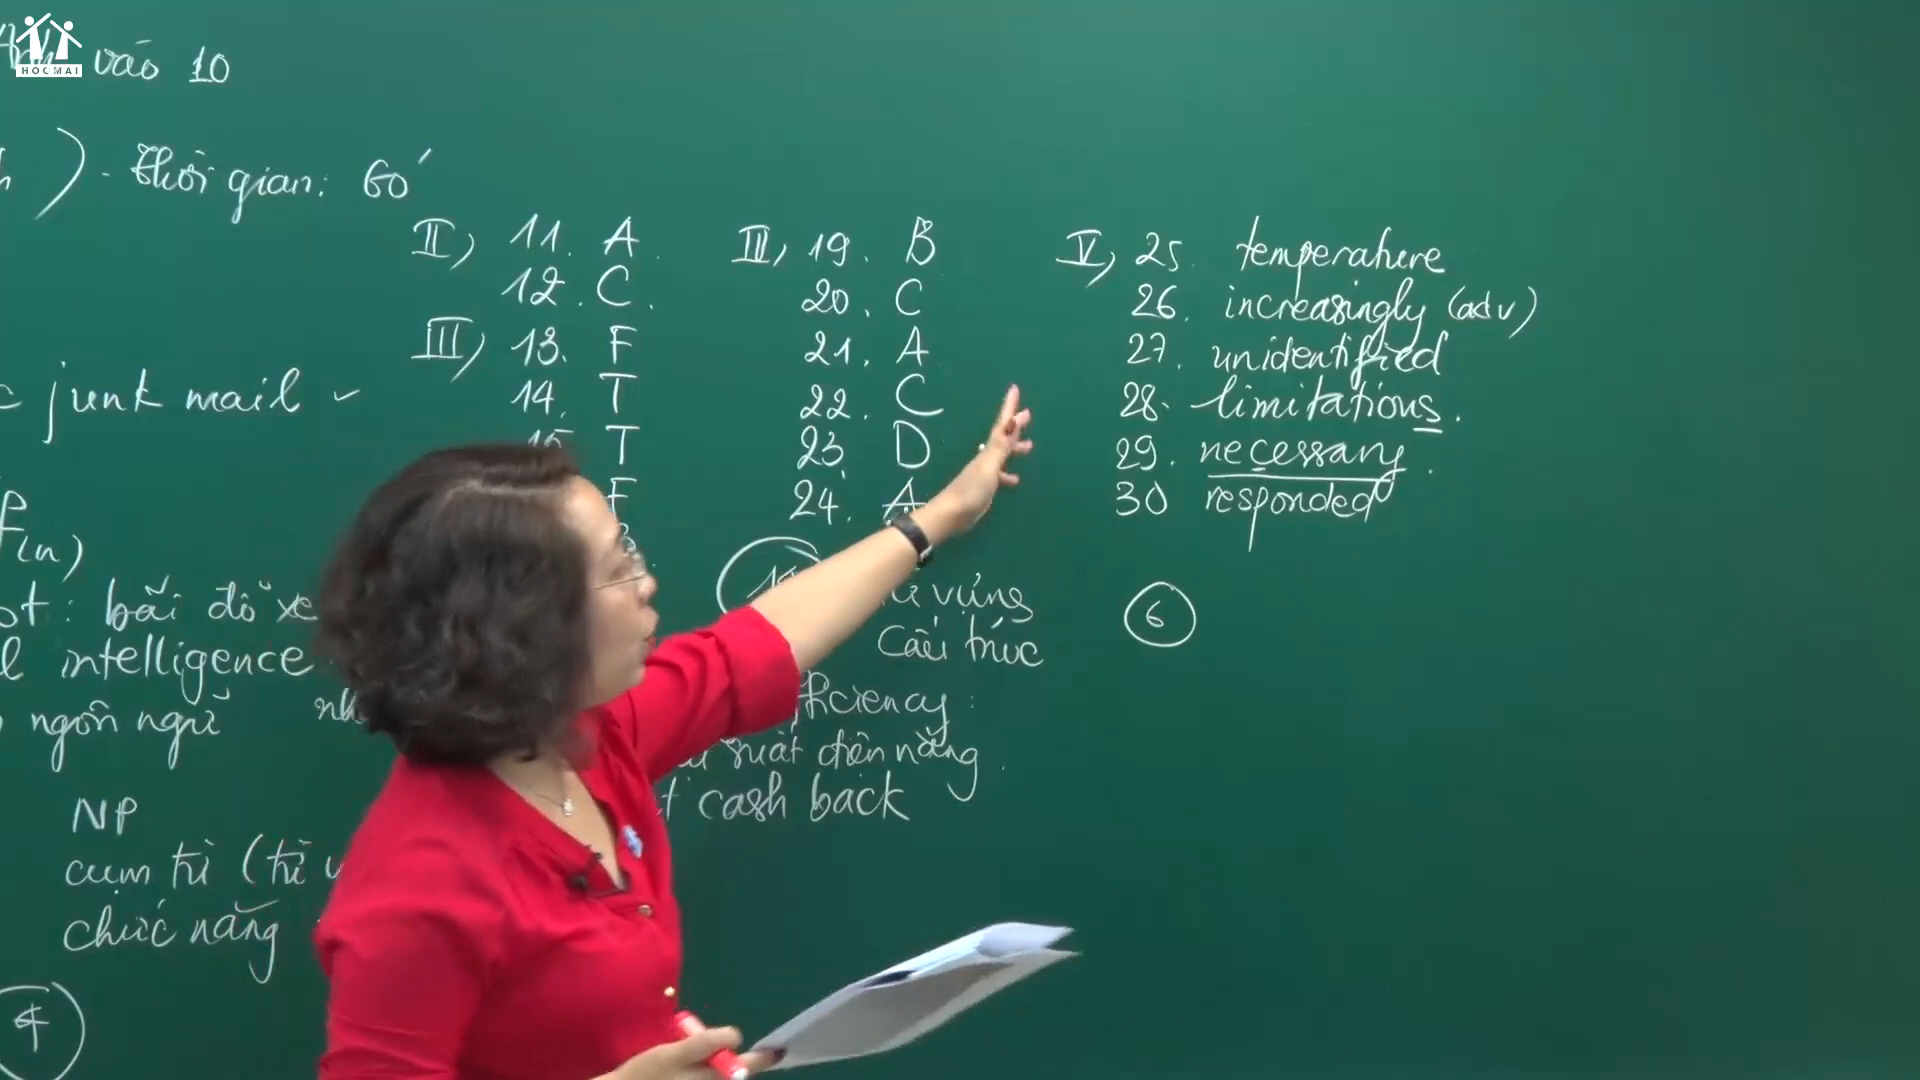 HOCMAI
Anh vào 10
) - Thời gian: 60'
II) 11. A
12. C.
III) 13. F
14. T
15 T
F
III) 19. B
20. C
21. A
22. C
23. D
24. A
V) 25. temperature
26. increasingly (adv)
27. unidentified
28. limitations.
29. necessary.
30 responded
6
junk mail
(n)
: bãi đỗ xe
intelligence
ngôn ngữ
NP
cụm từ (từ
chức năng
4
vựng
Cấu trúc
suất điện năng.
cash back